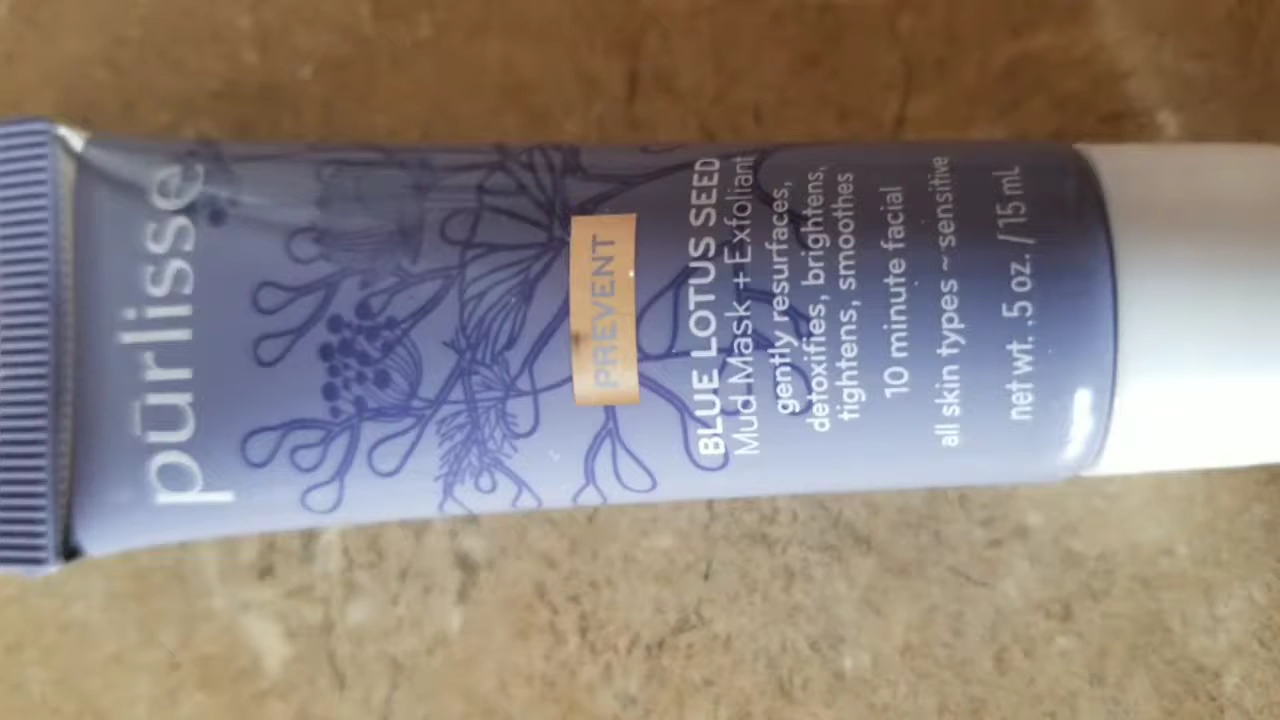 pūrlisse
PREVENT
BLUE LOTUS SEED
Mud Mask + Exfoliant
gently resurfaces,
detoxifies, brightens,
tightens, smoothes
10 minute facial
all skin types ~ sensitive
net wt. .5 oz. / 15 mL